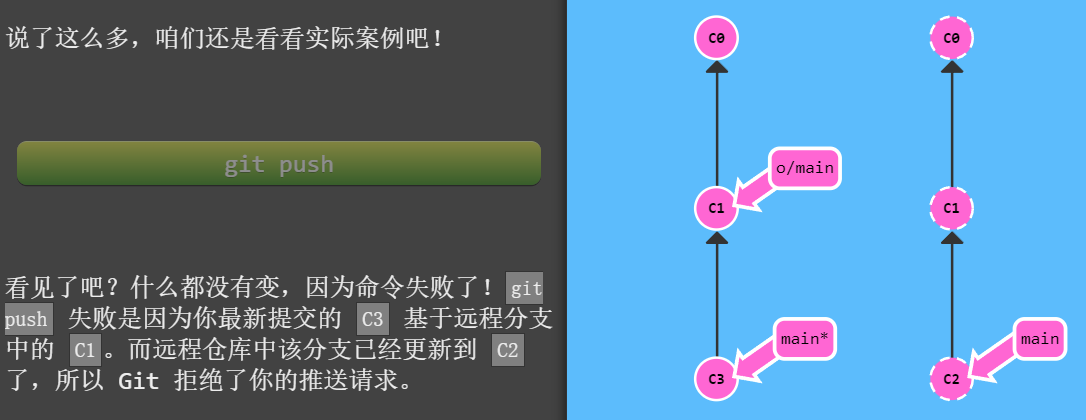 说了这么多，咱们还是看看实际案例吧！
git push
看见了吧？什么都没有变，因为命令失败了！git
push 失败是因为你最新提交的 C3 基于远程分支
中的 C1。而远程仓库中该分支已经更新到 C2
了，所以 Git 拒绝了你的推送请求。
C0
C0
o/main
C1
C1
main*
main
C3
C2